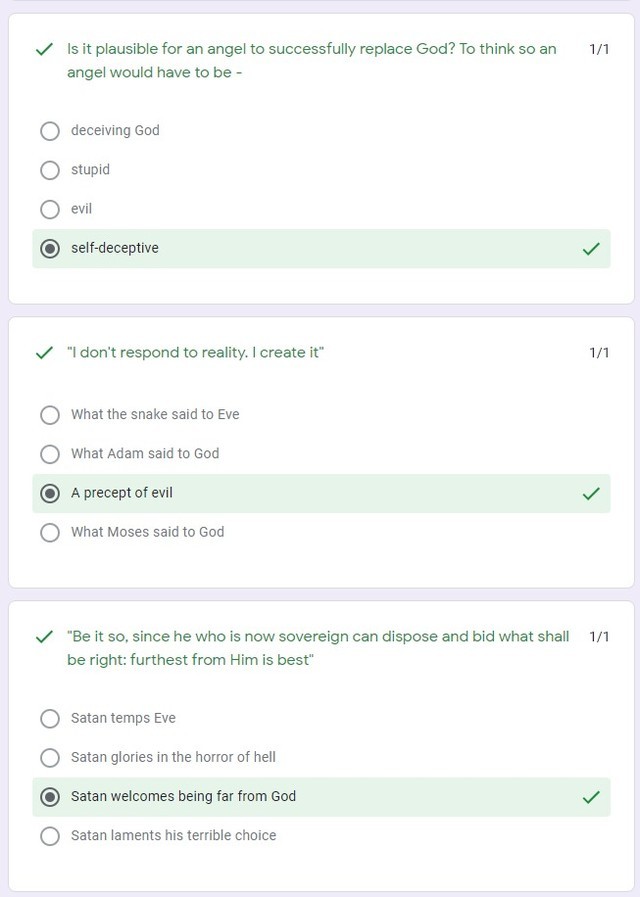 Is it plausible for an angel to successfully replace God? To think so an 1/1
angel would have to be -
deceiving God
stupid
evil
self-deceptive
"I don't respond to reality. I create it" 1/1
What the snake said to Eve
What Adam said to God
A precept of evil
What Moses said to God
"Be it so, since he who is now sovereign can dispose and bid what shall 1/1
be right: furthest from Him is best"
Satan temps Eve
Satan glories in the horror of hell
Satan welcomes being far from God
Satan laments his terrible choice